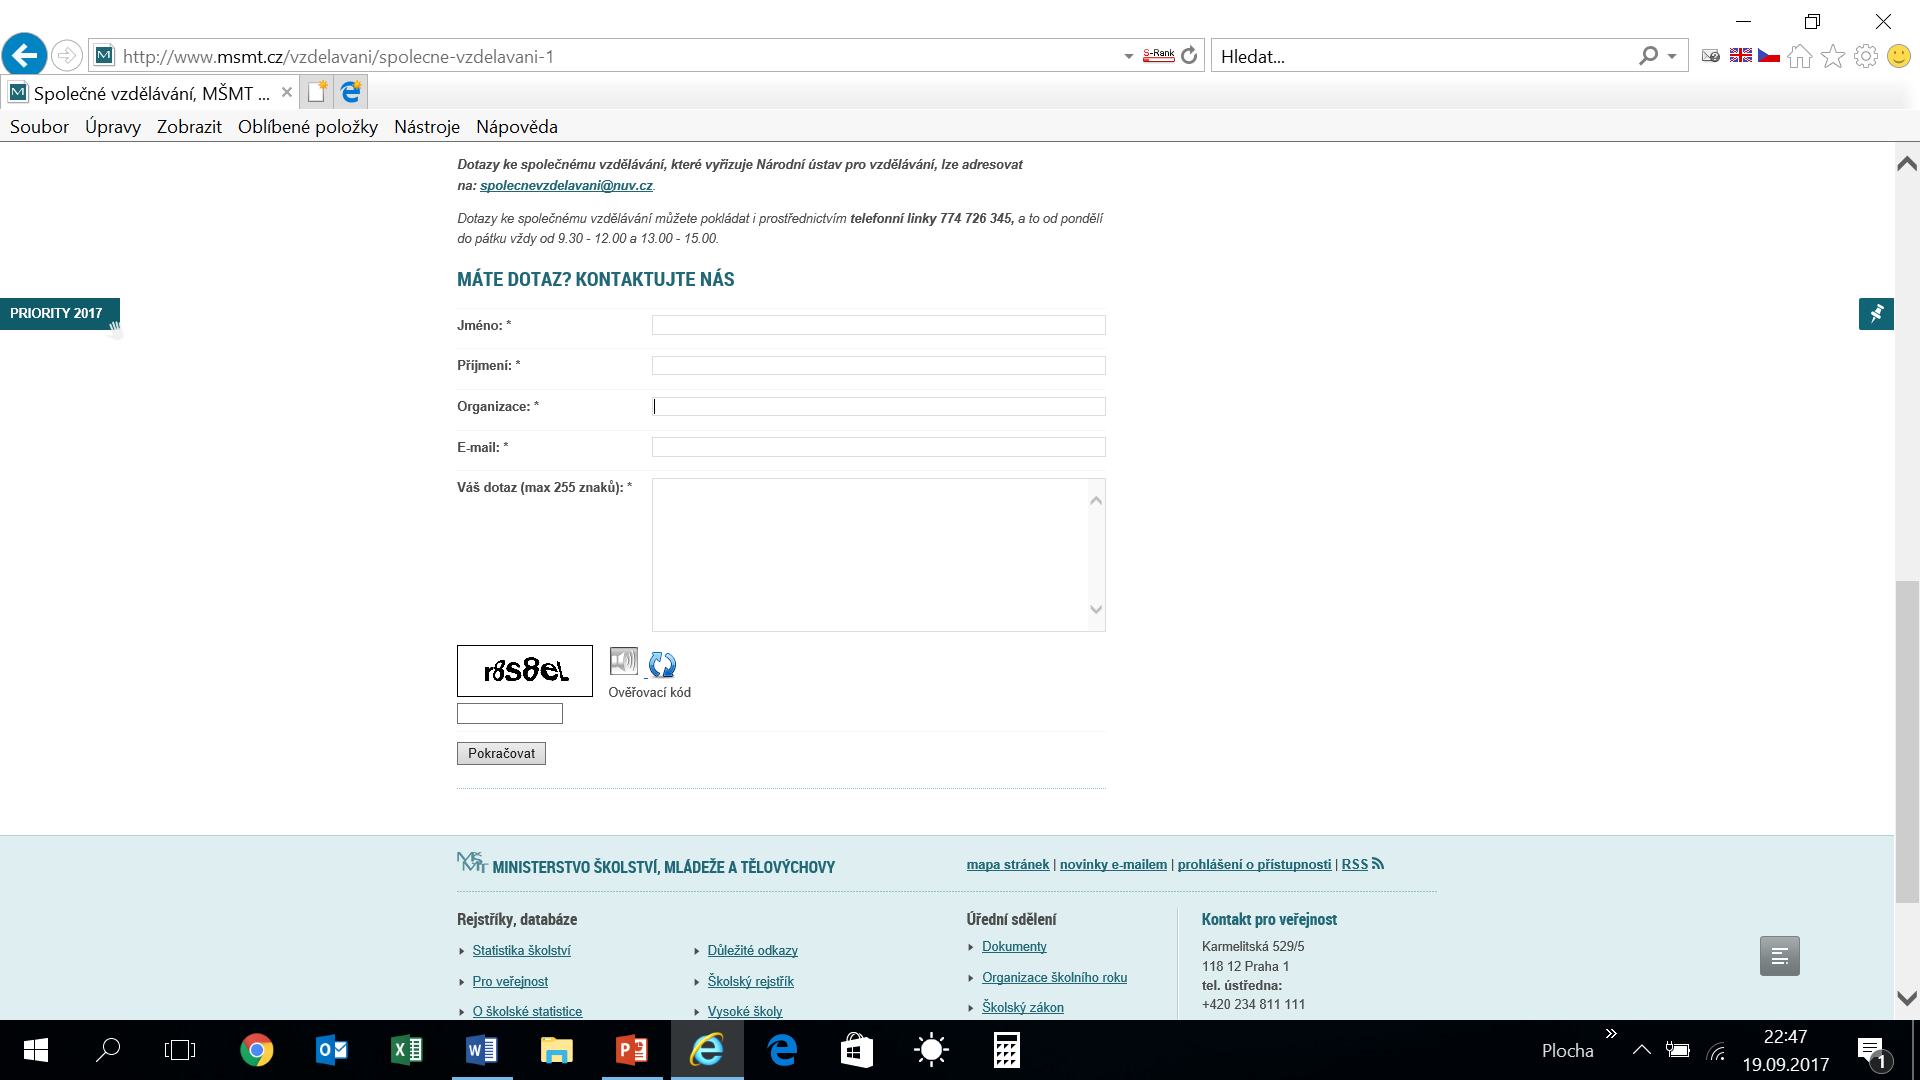 http://www.msmt.cz/vzdelavani/spolecne-vzdelavani-1
S-Rank
Hledat...
Společné vzdělávání, MŠMT ...
Soubor Úpravy Zobrazit Oblíbené položky Nástroje Nápověda
Dotazy ke společnému vzdělávání, které vyřizuje Národní ústav pro vzdělávání, lze adresovat
na: spolecnevzdelavani@nuv.cz.
Dotazy ke společnému vzdělávání můžete pokládat i prostřednictvím telefonní linky 774 726 345, a to od pondělí
do pátku vždy od 9.30 - 12.00 a 13.00 - 15.00.
MÁTE DOTAZ? KONTAKTUJTE NÁS
PRIORITY 2017
Jméno: *
Příjmení: *
Organizace: *
E-mail: *
Váš dotaz (max 255 znaků): *
Ověřovací kód
Pokračovat
MINISTERSTVO ŠKOLSTVÍ, MLÁDEŽE A TĚLOVÝCHOVY
mapa stránek | novinky e-mailem | prohlášení o přístupnosti | RSS
Rejstříky, databáze
Statistika školství
Pro veřejnost
O školské statistice
Důležité odkazy
Školský rejstřík
Vysoké školy
Úřední sdělení
Dokumenty
Organizace školního roku
Školský zákon
Kontakt pro veřejnost
Karmelitská 529/5
118 12 Praha 1
tel. ústředna:
+420 234 811 111
Plocha
22:47
19.09.2017
1